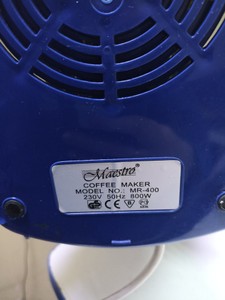 Maestro®
COFFEE MAKER
MODEL NO.: MR-400
230V 50Hz 800W